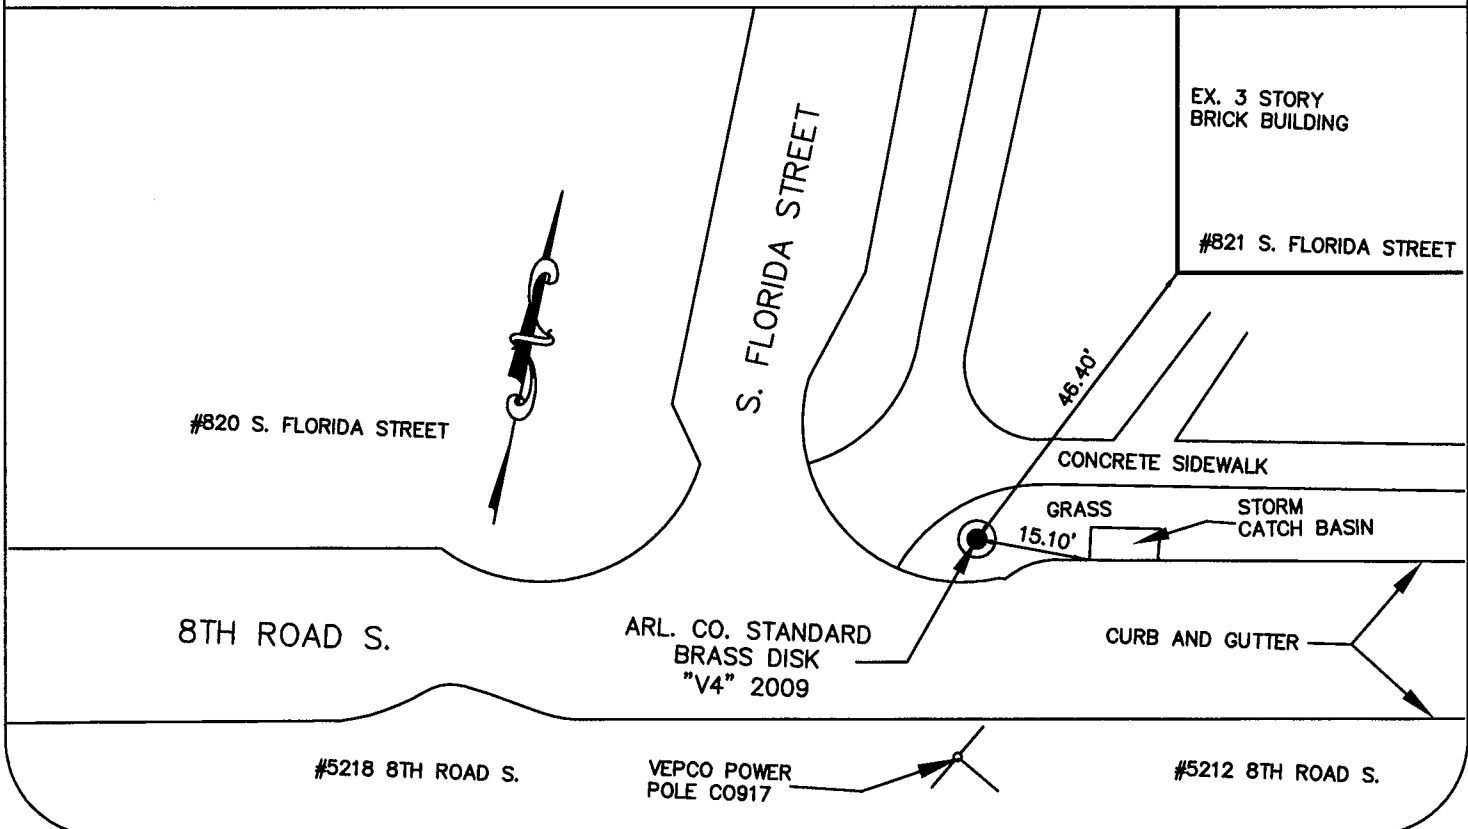 EX. 3 STORY
BRICK BUILDING
#821 S. FLORIDA STREET
S. FLORIDA STREET
46.40'
#820 S. FLORIDA STREET
CONCRETE SIDEWALK
GRASS
15.10'
STORM
CATCH BASIN
8TH ROAD S.
ARL. CO. STANDARD
BRASS DISK
"V4" 2009
CURB AND GUTTER
#5218 8TH ROAD S.
VEPCO POWER
POLE C0917
#5212 8TH ROAD S.